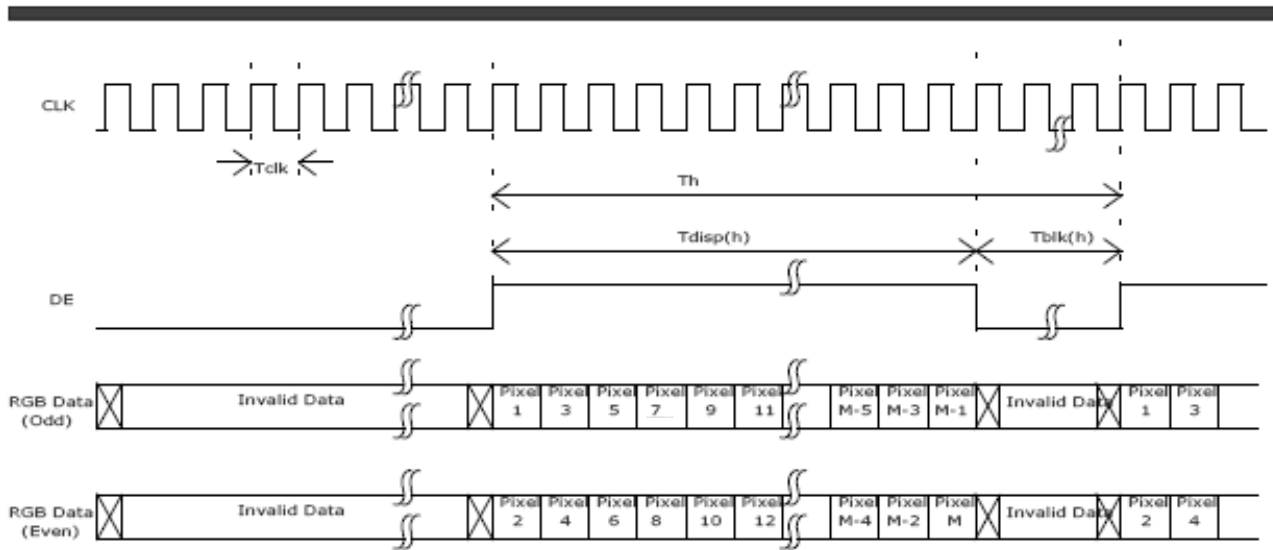 CLK
Tclk
Th
Tdisp(h) Tblk(h)
DE
RGB Data
(Odd)
Invalid Data
Pixel 1
Pixel 3
Pixel 5
Pixel 7
Pixel 9
Pixel 11
Pixel M-5
Pixel M-3
Pixel M-1
Invalid Data
Pixel 1
Pixel 3
RGB Data
(Even)
Invalid Data
Pixel 2
Pixel 4
Pixel 6
Pixel 8
Pixel 10
Pixel 12
Pixel M-4
Pixel M-2
Pixel M
Invalid Data
Pixel 2
Pixel 4